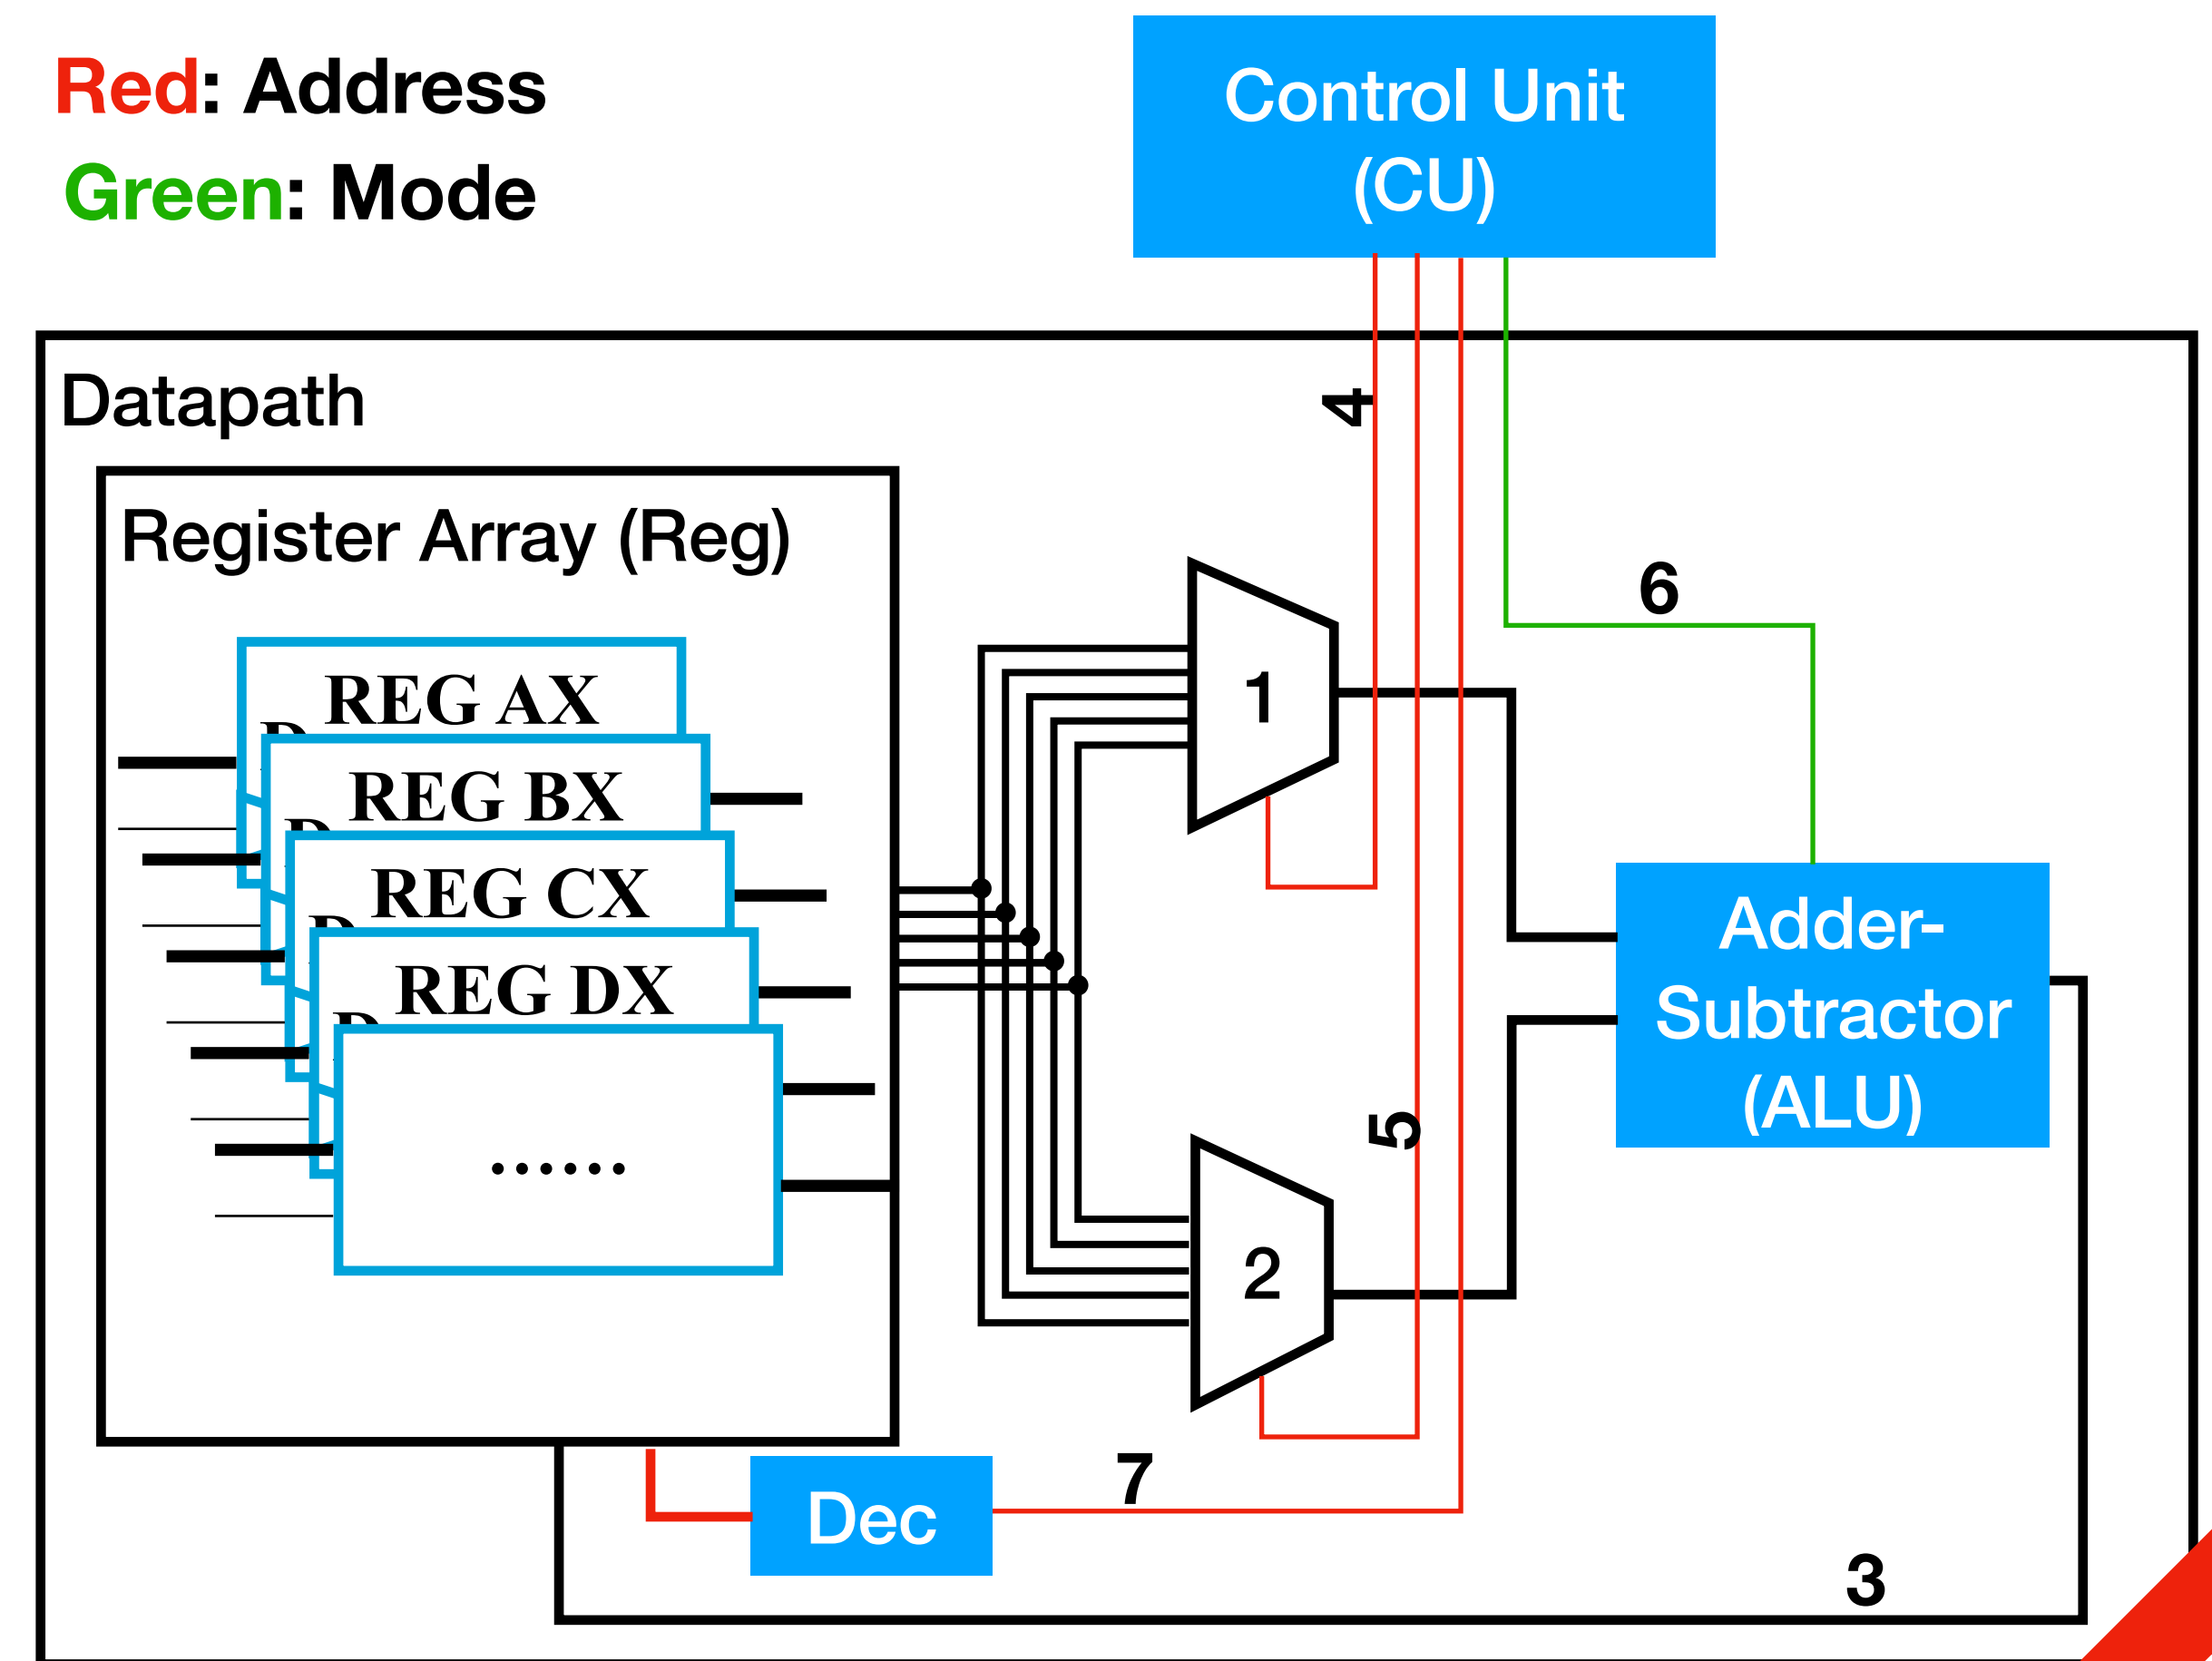 Red: Address
Green: Mode
Control Unit
(CU)
Datapath
Register Array (Reg)
REG AX
D
REG BX
D
REG CX
D
REG DX
D
.......
1
2
4
5
6
7
3
Adder-
Subtractor
(ALU)
Dec